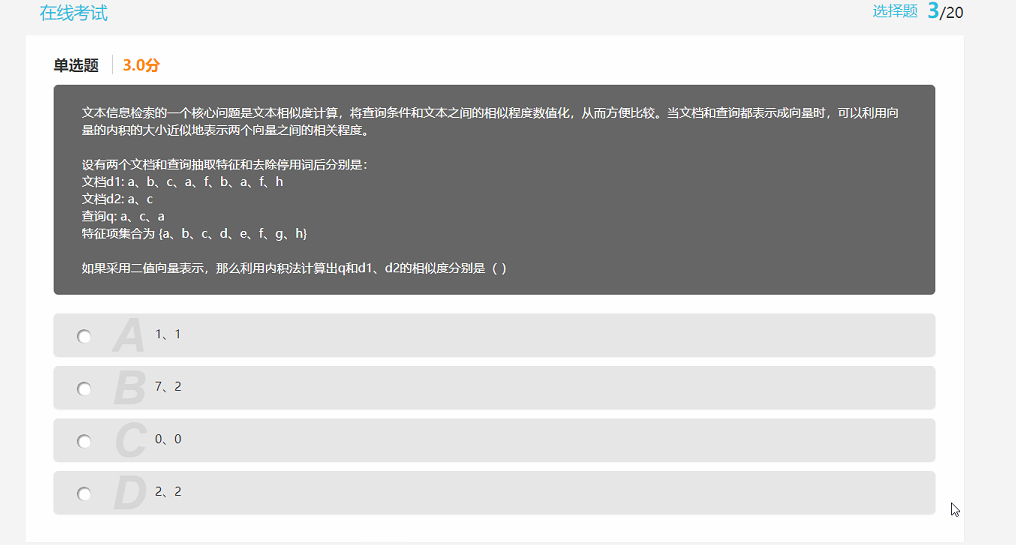 在线考试
选择题 3/20
单选题 3.0分
文本信息检索的一个核心问题是文本相似度计算，将查询条件和文本之间的相似程度数值化，从而方便比较。当文档和查询都表示成向量时，可以利用向
量的内积的大小近似地表示两个向量之间的相关程度。
设有两个文档和查询抽取特征和去除停用词后分别是：
文档d1: a、b、c、a、f、b、a、f、h
文档d2: a、c
查询q: a、c、a
特征项集合为 {a、b、c、d、e、f、g、h}
如果采用二值向量表示，那么利用内积法计算出q和d1、d2的相似度分别是（ ）
A 1、1
B 7、2
C 0、0
D 2、2